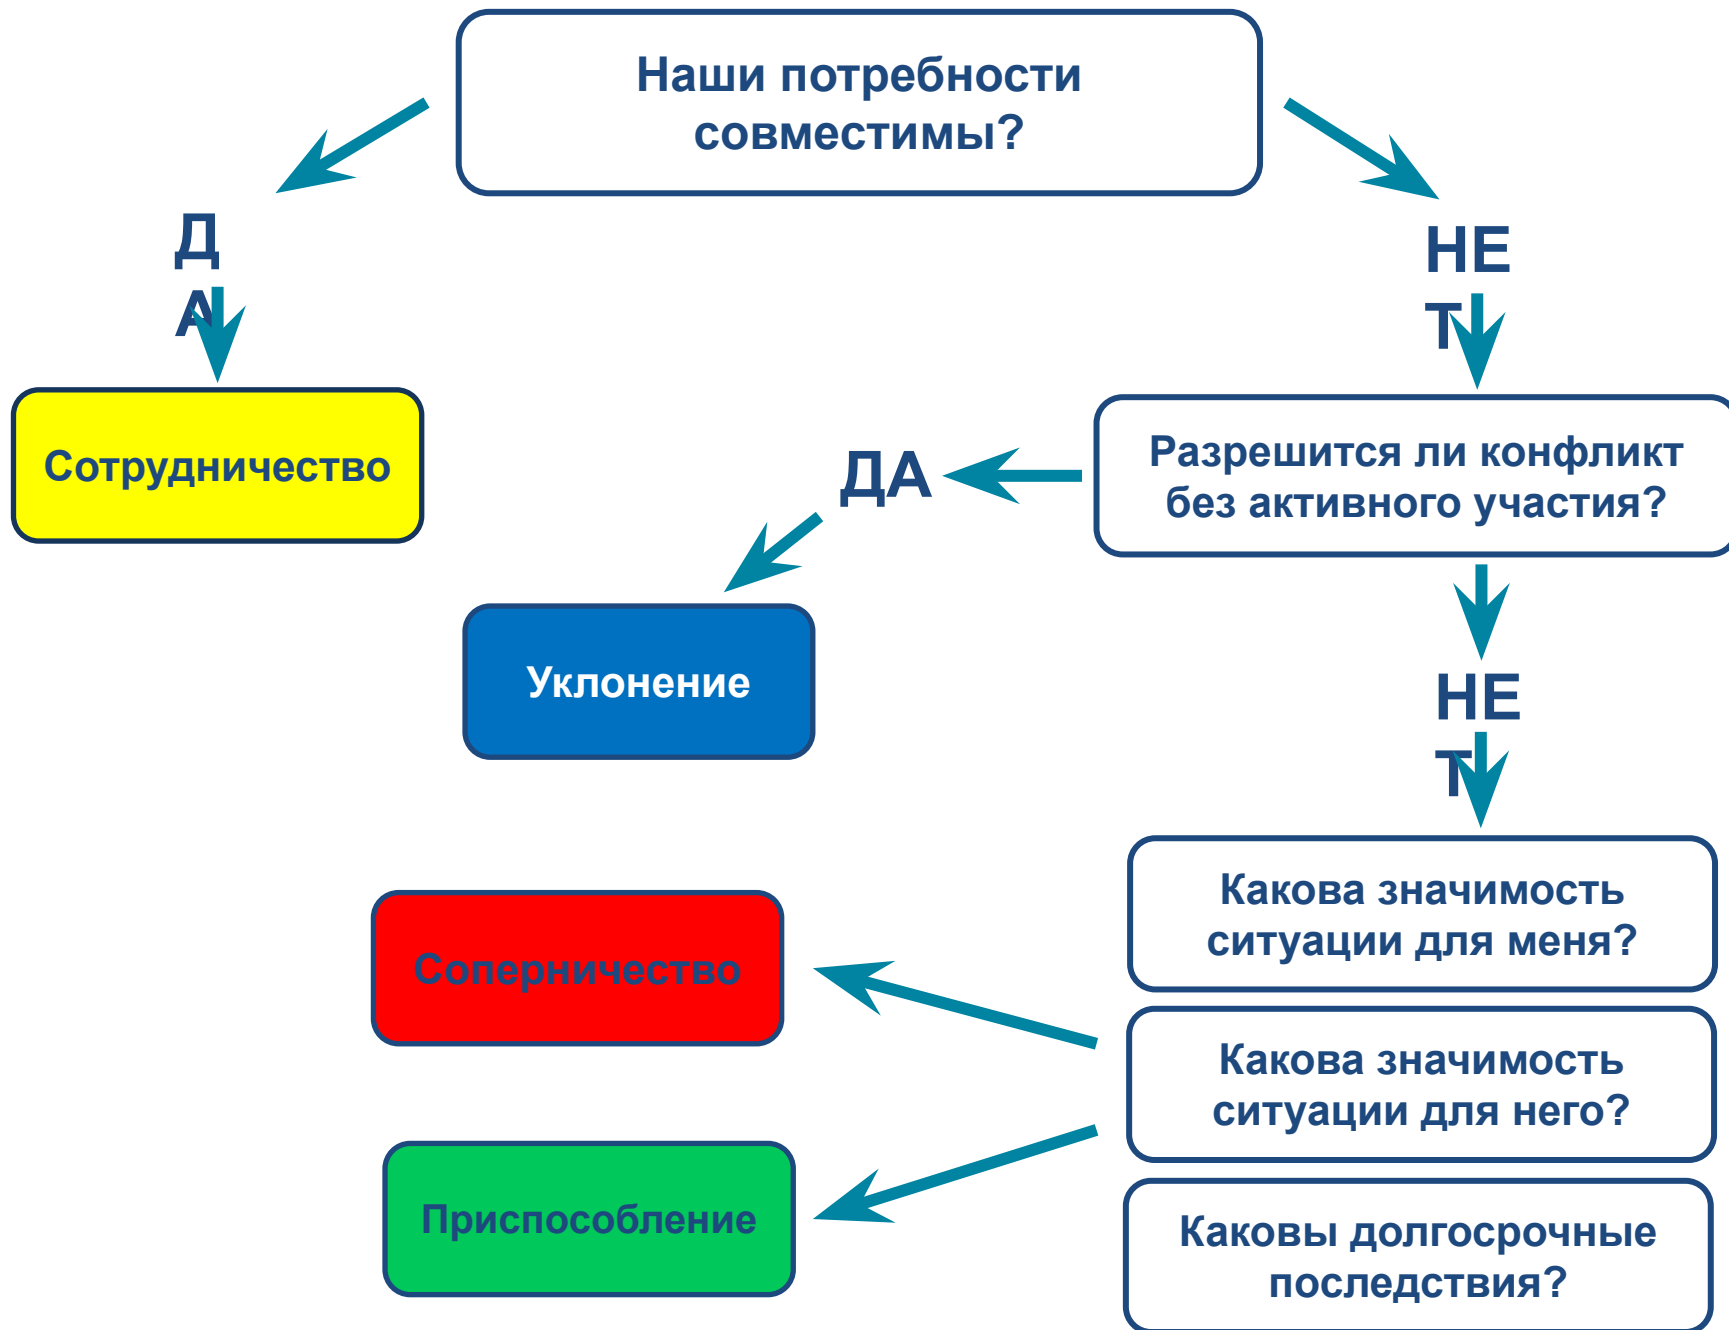 Наши потребности
совместимы?
Д
А
НЕ
Т
Сотрудничество
ДА
Разрешится ли конфликт
без активного участия?
Уклонение
НЕ
Т
Какова значимость
ситуации для меня?
Соперничество
Какова значимость
ситуации для него?
Приспособление
Каковы долгосрочные
последствия?